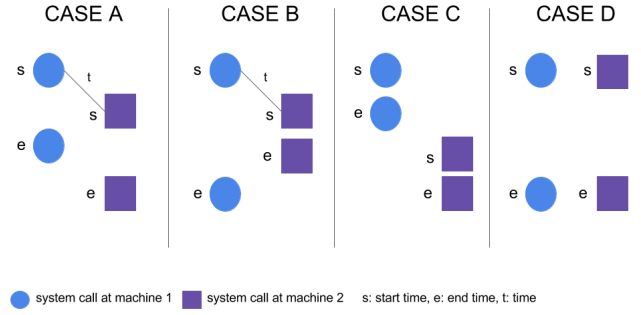 CASE A CASE B CASE C CASE D
s t s e e
s t s e e
s e s e
s s e e
system call at machine 1 system call at machine 2 s: start time, e: end time, t: time